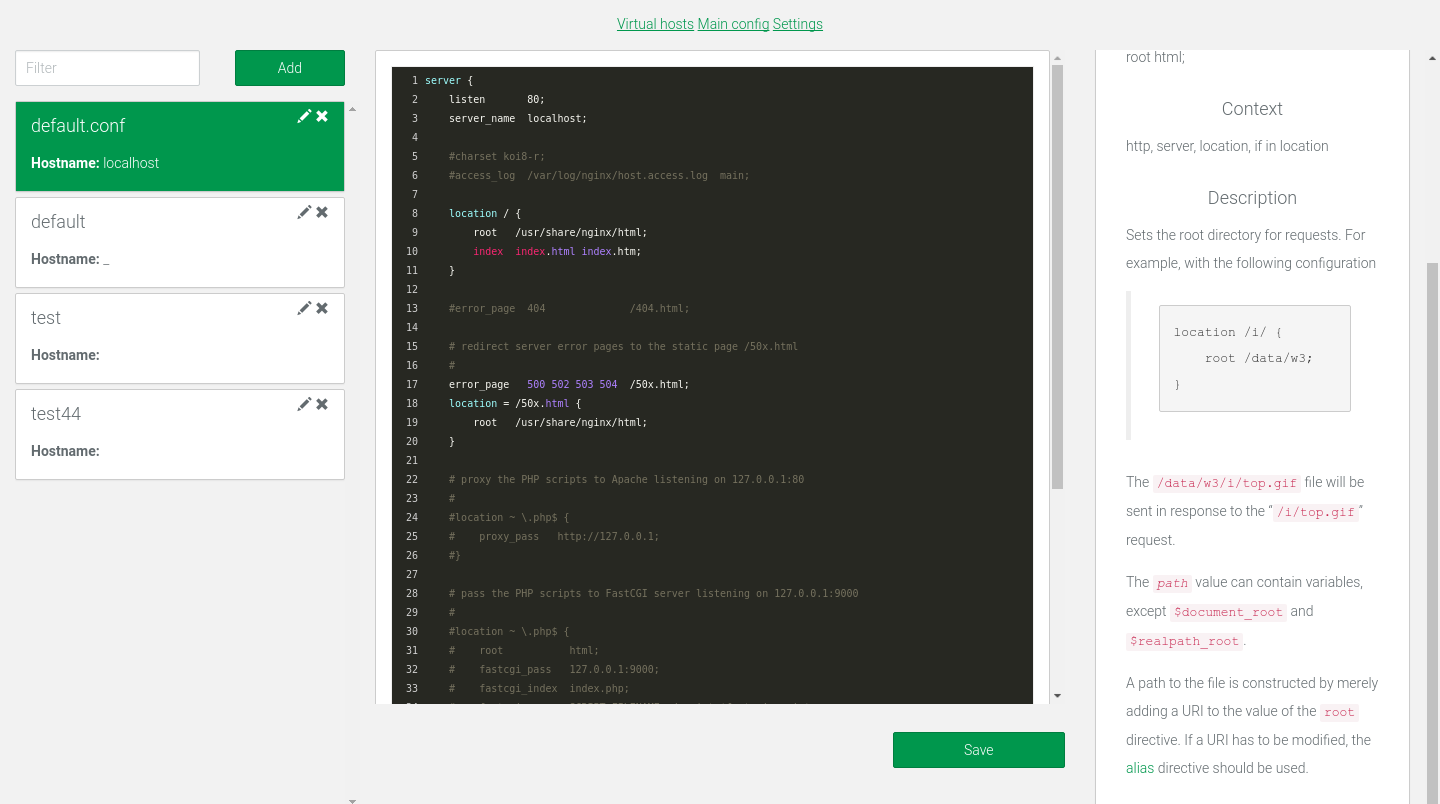 Virtual hosts Main config Settings
Filter
Add
default.conf
Hostname: localhost
default
Hostname: _
test
Hostname:
test44
Hostname:
1 server {
2     listen       80;
3     server_name  localhost;
4
5     #charset koi8-r;
6     #access_log  /var/log/nginx/host.access.log  main;
7
8     location / {
9         root   /usr/share/nginx/html;
10         index  index.html index.htm;
11     }
12
13     #error_page  404              /404.html;
14
15     # redirect server error pages to the static page /50x.html
16     #
17     error_page   500 502 503 504  /50x.html;
18     location = /50x.html {
19         root   /usr/share/nginx/html;
20     }
21
22     # proxy the PHP scripts to Apache listening on 127.0.0.1:80
23     #
24     #location ~ \.php$ {
25     #    proxy_pass   http://127.0.0.1;
26     #}
27
28     # pass the PHP scripts to FastCGI server listening on 127.0.0.1:9000
29     #
30     #location ~ \.php$ {
31     #    root           html;
32     #    fastcgi_pass   127.0.0.1:9000;
33     #    fastcgi_index  index.php;
Save
root html;
Context
http, server, location, if in location
Description
Sets the root directory for requests. For
example, with the following configuration
location /i/ {
    root /data/w3;
}
The /data/w3/i/top.gif file will be
sent in response to the “/i/top.gif”
request.
The path value can contain variables,
except $document_root and
$realpath_root.
A path to the file is constructed by merely
adding a URI to the value of the root
directive. If a URI has to be modified, the
alias directive should be used.